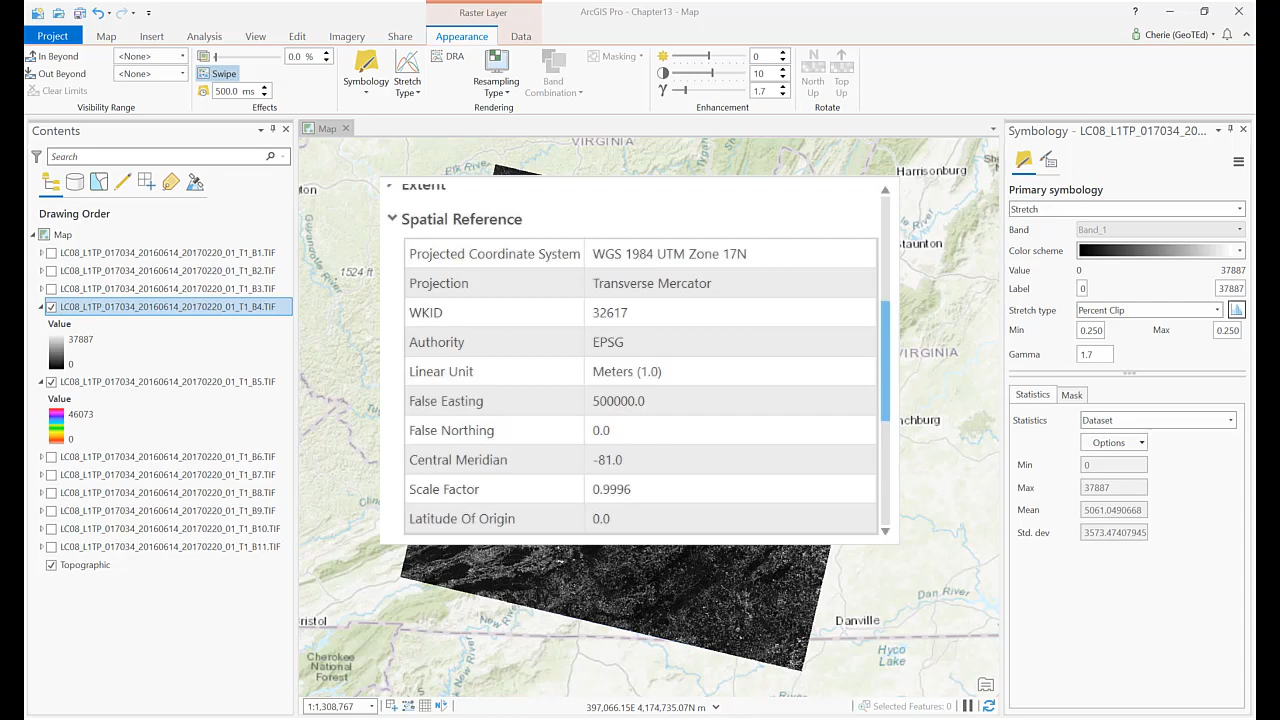 Raster Layer
ArcGIS Pro - Chapter13 - Map
?
Project
Map
Insert
Analysis
View
Edit
Imagery
Share
Appearance
Data
Cherie (GeoTEd)
In Beyond
<None>
Out Beyond
<None>
Clear Limits
Visibility Range
0.0 %
Swipe
500.0 ms
Effects
Symbology
Stretch Type
DRA
Resampling Type
Band Combination
Masking
Rendering
0
10
γ
1.7
Enhancement
N
North Up
Top Up
Rotate
Contents
Search
Drawing Order
Map
LC08_L1TP_017034_20160614_20170220_01_T1_B1.TIF
LC08_L1TP_017034_20160614_20170220_01_T1_B2.TIF
LC08_L1TP_017034_20160614_20170220_01_T1_B3.TIF
LC08_L1TP_017034_20160614_20170220_01_T1_B4.TIF
Value
37887
0
LC08_L1TP_017034_20160614_20170220_01_T1_B5.TIF
Value
46073
0
LC08_L1TP_017034_20160614_20170220_01_T1_B6.TIF
LC08_L1TP_017034_20160614_20170220_01_T1_B7.TIF
LC08_L1TP_017034_20160614_20170220_01_T1_B8.TIF
LC08_L1TP_017034_20160614_20170220_01_T1_B9.TIF
LC08_L1TP_017034_20160614_20170220_01_T1_B10.TIF
LC08_L1TP_017034_20160614_20170220_01_T1_B11.TIF
Topographic
Map
VIRGINIA
Elk River
Harrisonburg
ton
1524 ft
staunton
VIRGINIA
nchburg
Extent
Spatial Reference
Projected Coordinate System WGS 1984 UTM Zone 17N
Projection Transverse Mercator
WKID 32617
Authority EPSG
Linear Unit Meters (1.0)
False Easting 500000.0
False Northing 0.0
Central Meridian -81.0
Scale Factor 0.9996
Latitude Of Origin 0.0
Dan River
ristol
Danville
Cherokee
National
Forest
Hyco
Lake
1:1,308,767
397,066.15E 4,174,735.07N m
Selected Features: 0
Symbology - LC08_L1TP_017034_20...
Primary symbology
Stretch
Band
Band_1
Color scheme
Value 0 37887
Label 0 37887
Stretch type Percent Clip
Min 0.250 Max 0.250
Gamma 1.7
Statistics
Mask
Statistics Dataset
Options
Min 0
Max 37887
Mean 5061.0490668
Std. dev 3573.47407945